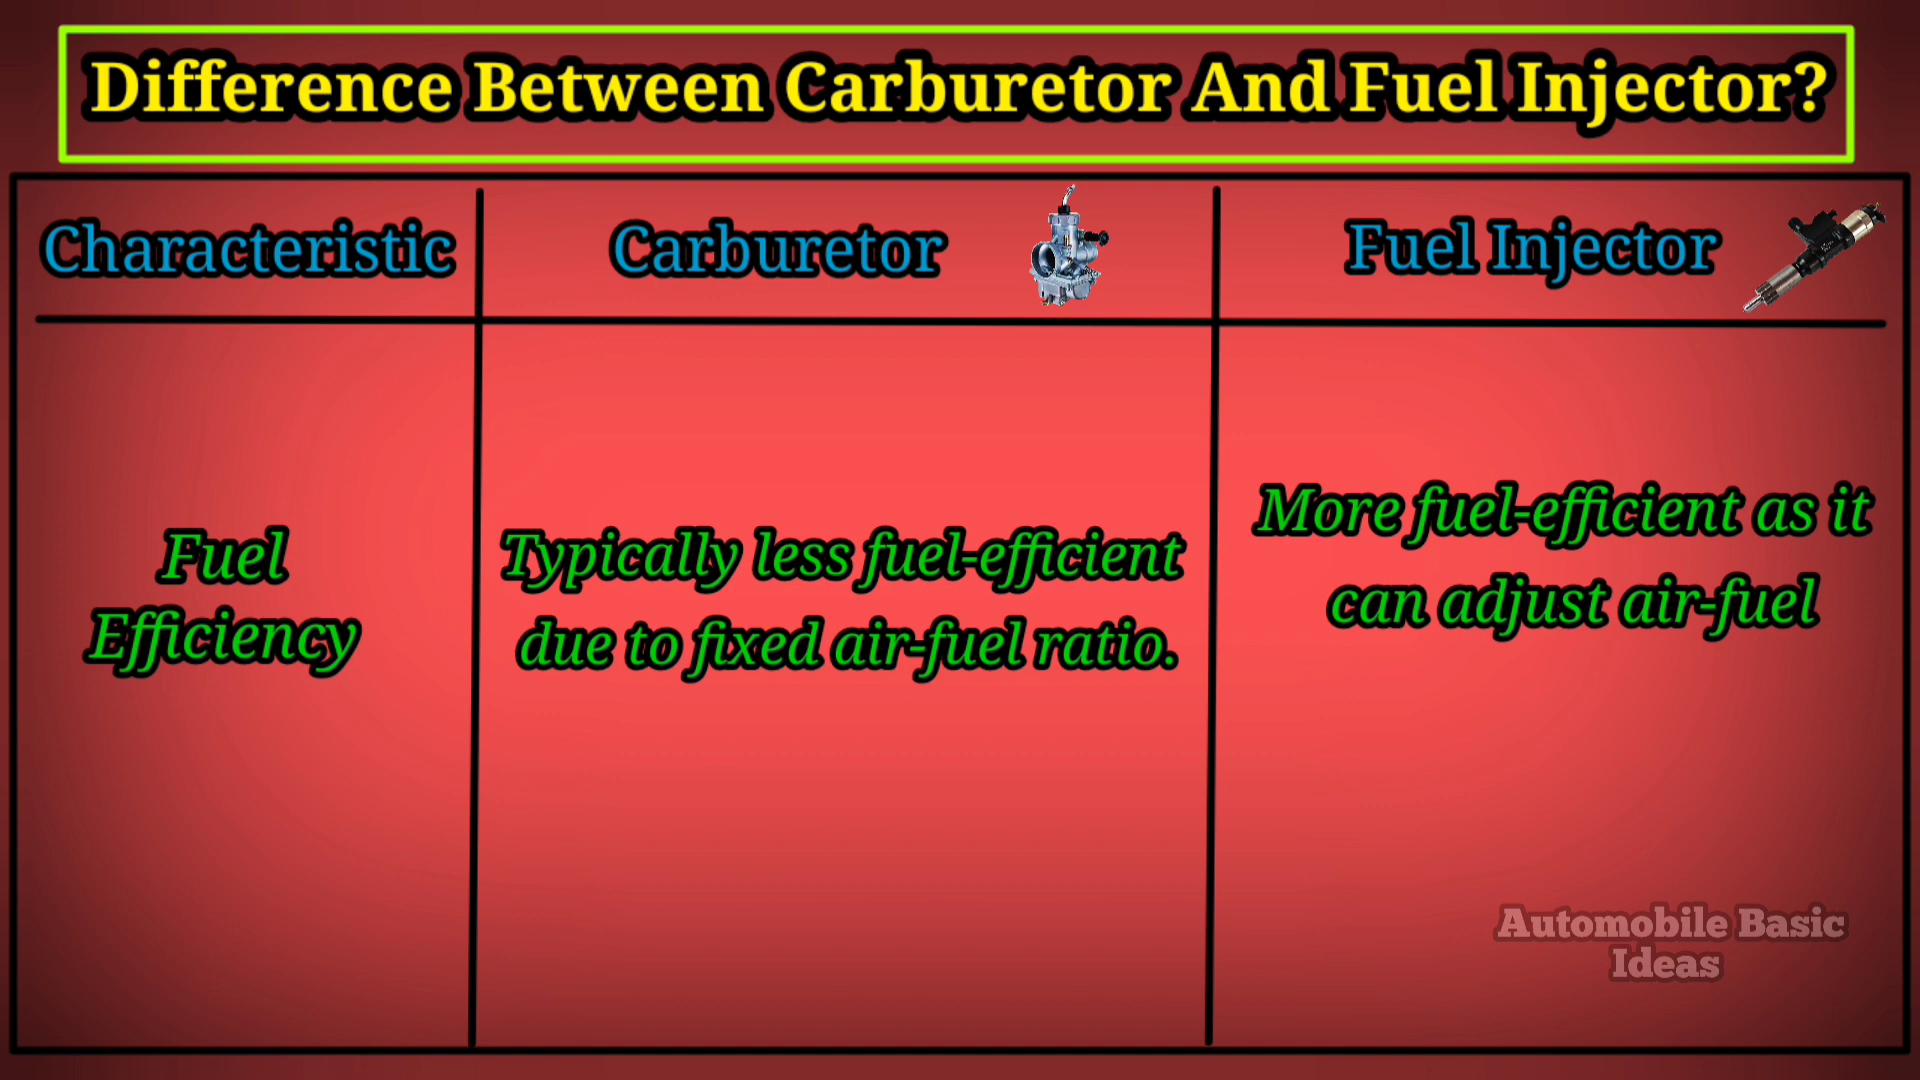 Difference Between Carburetor And Fuel Injector?
Characteristic
Carburetor
Fuel Injector
Fuel
Efficiency
Typically less fuel-efficient
due to fixed air-fuel ratio.
More fuel-efficient as it
can adjust air-fuel
Automobile Basic
Ideas